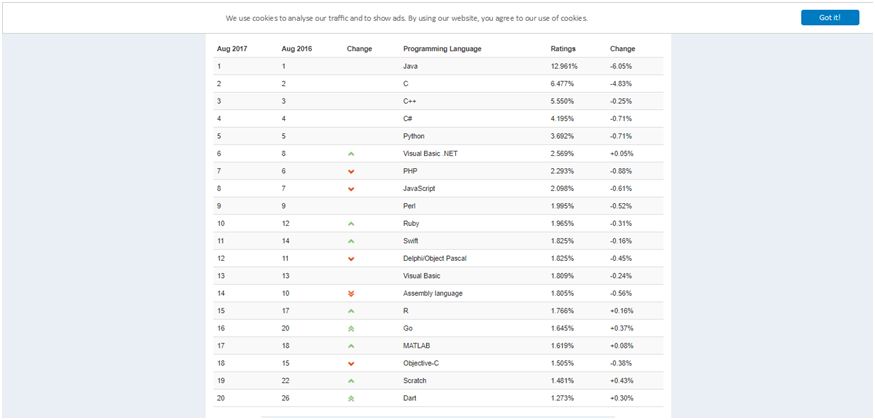 We use cookies to analyse our traffic and to show ads. By using our website, you agree to our use of cookies.
Got it!
Aug 2017 Aug 2016 Change Programming Language Ratings Change
1 1 Java 12.961% -6.05%
2 2 C 6.477% -4.83%
3 3 C++ 5.550% -0.25%
4 4 C# 4.195% -0.71%
5 5 Python 3.692% -0.71%
6 8 Visual Basic .NET 2.569% +0.05%
7 6 PHP 2.293% -0.88%
8 7 JavaScript 2.098% -0.61%
9 9 Perl 1.995% -0.52%
10 12 Ruby 1.965% -0.31%
11 14 Swift 1.825% -0.16%
12 11 Delphi/Object Pascal 1.825% -0.45%
13 13 Visual Basic 1.809% -0.24%
14 10 Assembly language 1.805% -0.56%
15 17 R 1.766% +0.16%
16 20 Go 1.645% +0.37%
17 18 MATLAB 1.619% +0.08%
18 15 Objective-C 1.505% -0.38%
19 22 Scratch 1.481% +0.43%
20 26 Dart 1.273% +0.30%